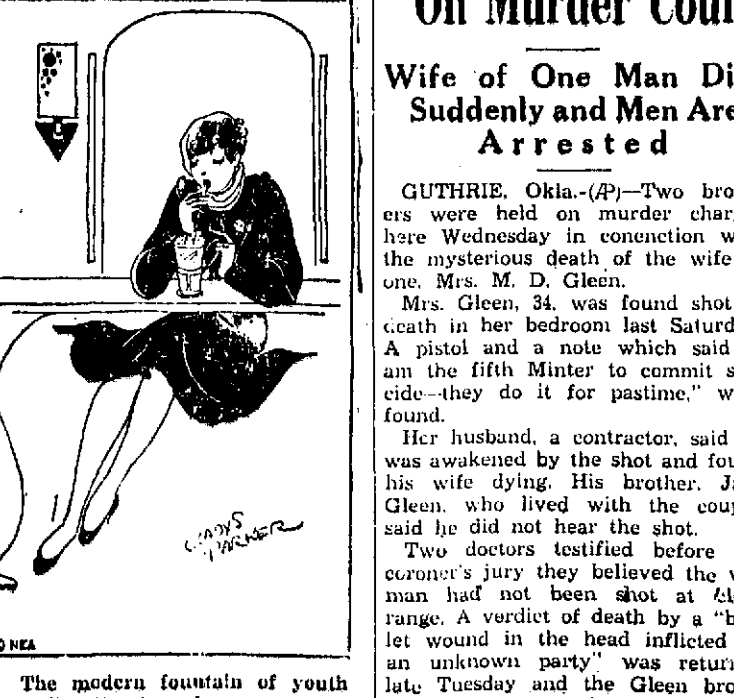 GLADYS
PARKER
© NEA
The modern fountain of youth
On Murder Coun
Wife of One Man Di
Suddenly and Men Are
Arrested
GUTHRIE, Okla.-(AP)—Two bro
ers were held on murder char
here Wednesday in conenction w
the mysterious death of the wife
one, Mrs. M. D. Gleen.
Mrs. Gleen, 34, was found shot
death in her bedroom last Saturd
A pistol and a note which said
am the fifth Minter to commit s
cide—they do it for pastime," w
found.
Her husband, a contractor, said
was awakened by the shot and fou
his wife dying. His brother, J
Gleen, who lived with the coup
said he did not hear the shot.
Two doctors testified before
coroner's jury they believed the w
man had not been shot at cl
range. A verdict of death by a "b
let wound in the head inflicted
an unknown party" was return
late Tuesday and the Gleen bro